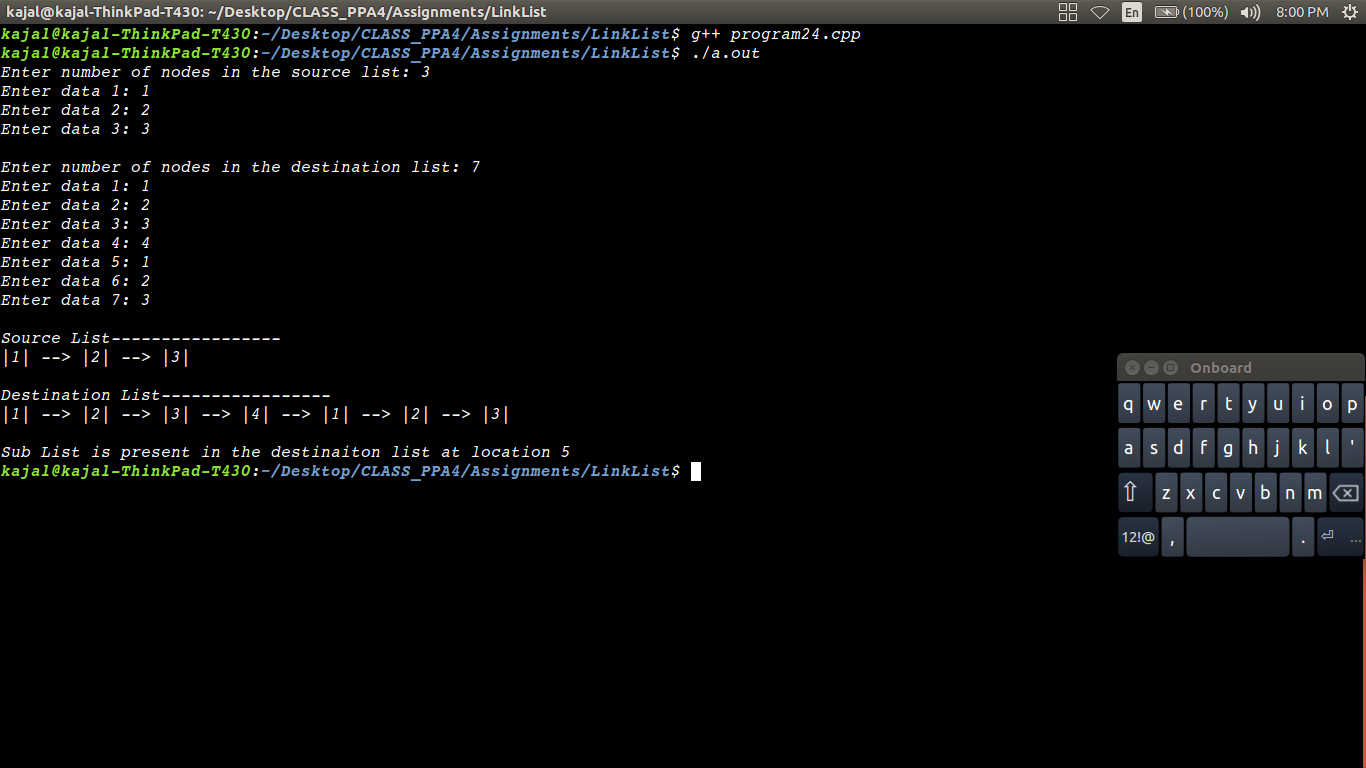 kajal@kajal-ThinkPad-T430: ~/Desktop/CLASS_PPA4/Assignments/LinkList En (100%) 8:00 PM
kajal@kajal-ThinkPad-T430:~/Desktop/CLASS_PPA4/Assignments/LinkList$ g++ program24.cpp
kajal@kajal-ThinkPad-T430:~/Desktop/CLASS_PPA4/Assignments/LinkList$ ./a.out
Enter number of nodes in the source list: 3
Enter data 1: 1
Enter data 2: 2
Enter data 3: 3
Enter number of nodes in the destination list: 7
Enter data 1: 1
Enter data 2: 2
Enter data 3: 3
Enter data 4: 4
Enter data 5: 1
Enter data 6: 2
Enter data 7: 3
Source List-----------------
|1| --> |2| --> |3|
Destination List-----------------
|1| --> |2| --> |3| --> |4| --> |1| --> |2| --> |3|
Sub List is present in the destinaiton list at location 5
kajal@kajal-ThinkPad-T430:~/Desktop/CLASS_PPA4/Assignments/LinkList$
Onboard
q w e r t y u i o p
a s d f g h j k l '
z x c v b n m
12!@ , . ...